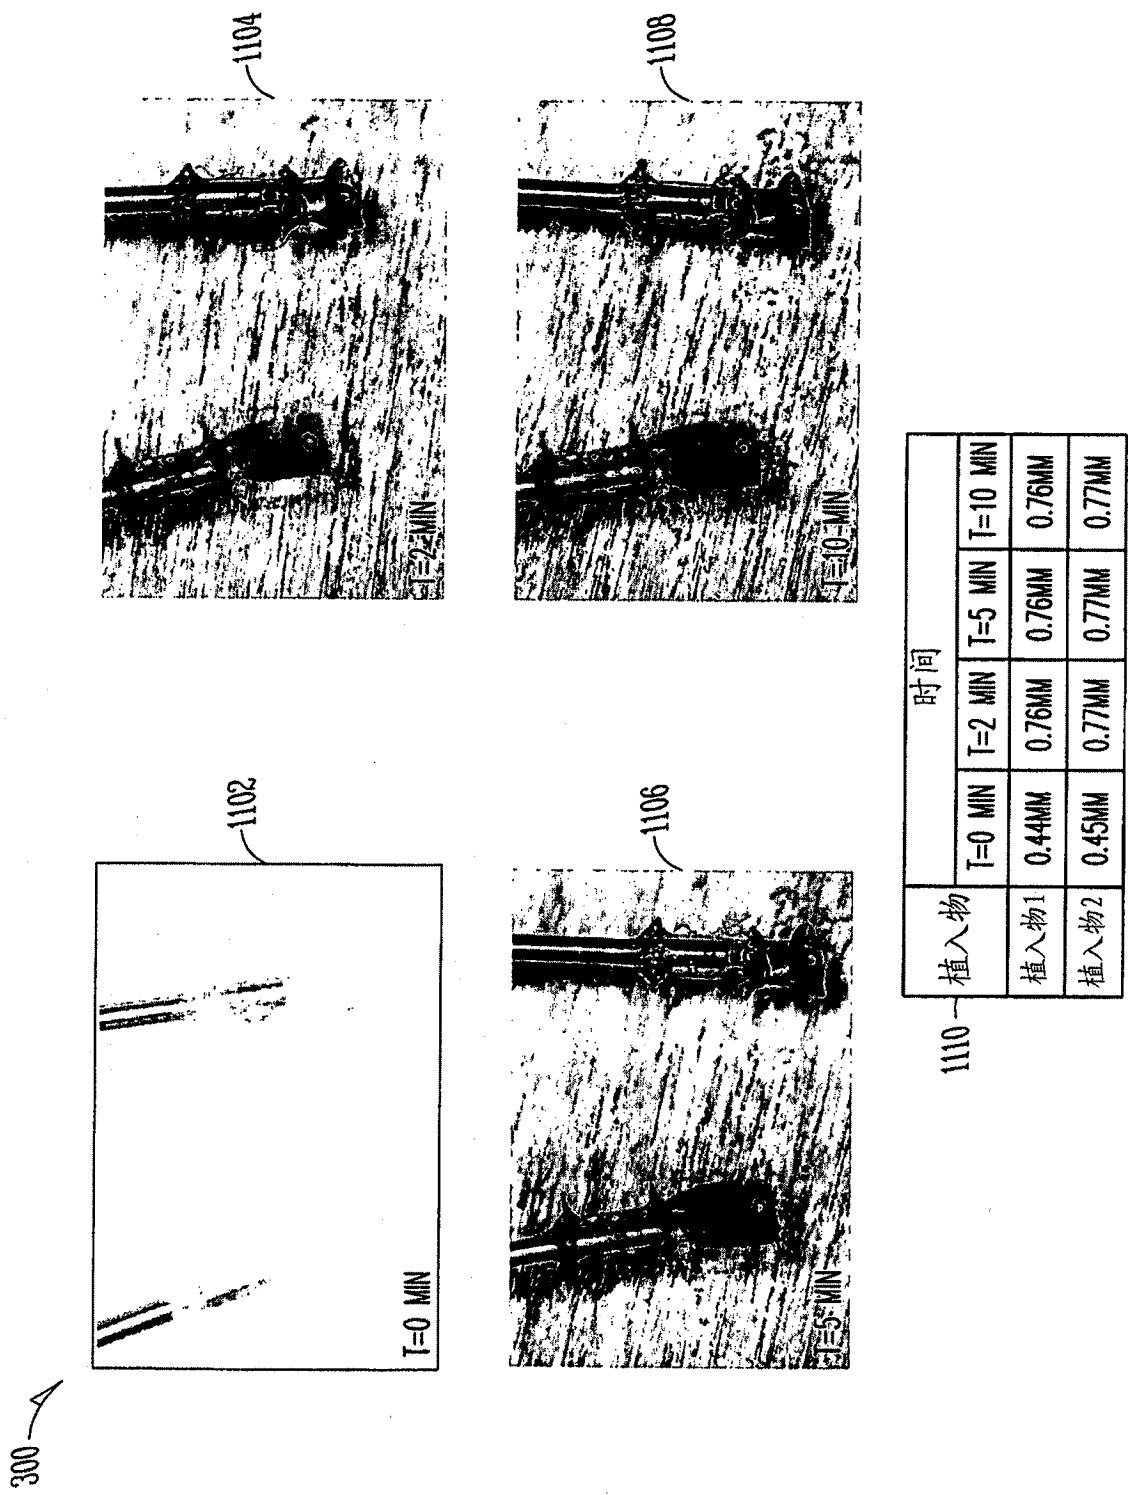 300
1102
T=0 MIN
1104
T=2 MIN
1106
T=5 MIN
1108
T=10 MIN
1110
植入物 时间
T=0 MIN T=2 MIN T=5 MIN T=10 MIN
植入物1 0.44MM 0.76MM 0.76MM 0.76MM
植入物2 0.45MM 0.77MM 0.77MM 0.77MM